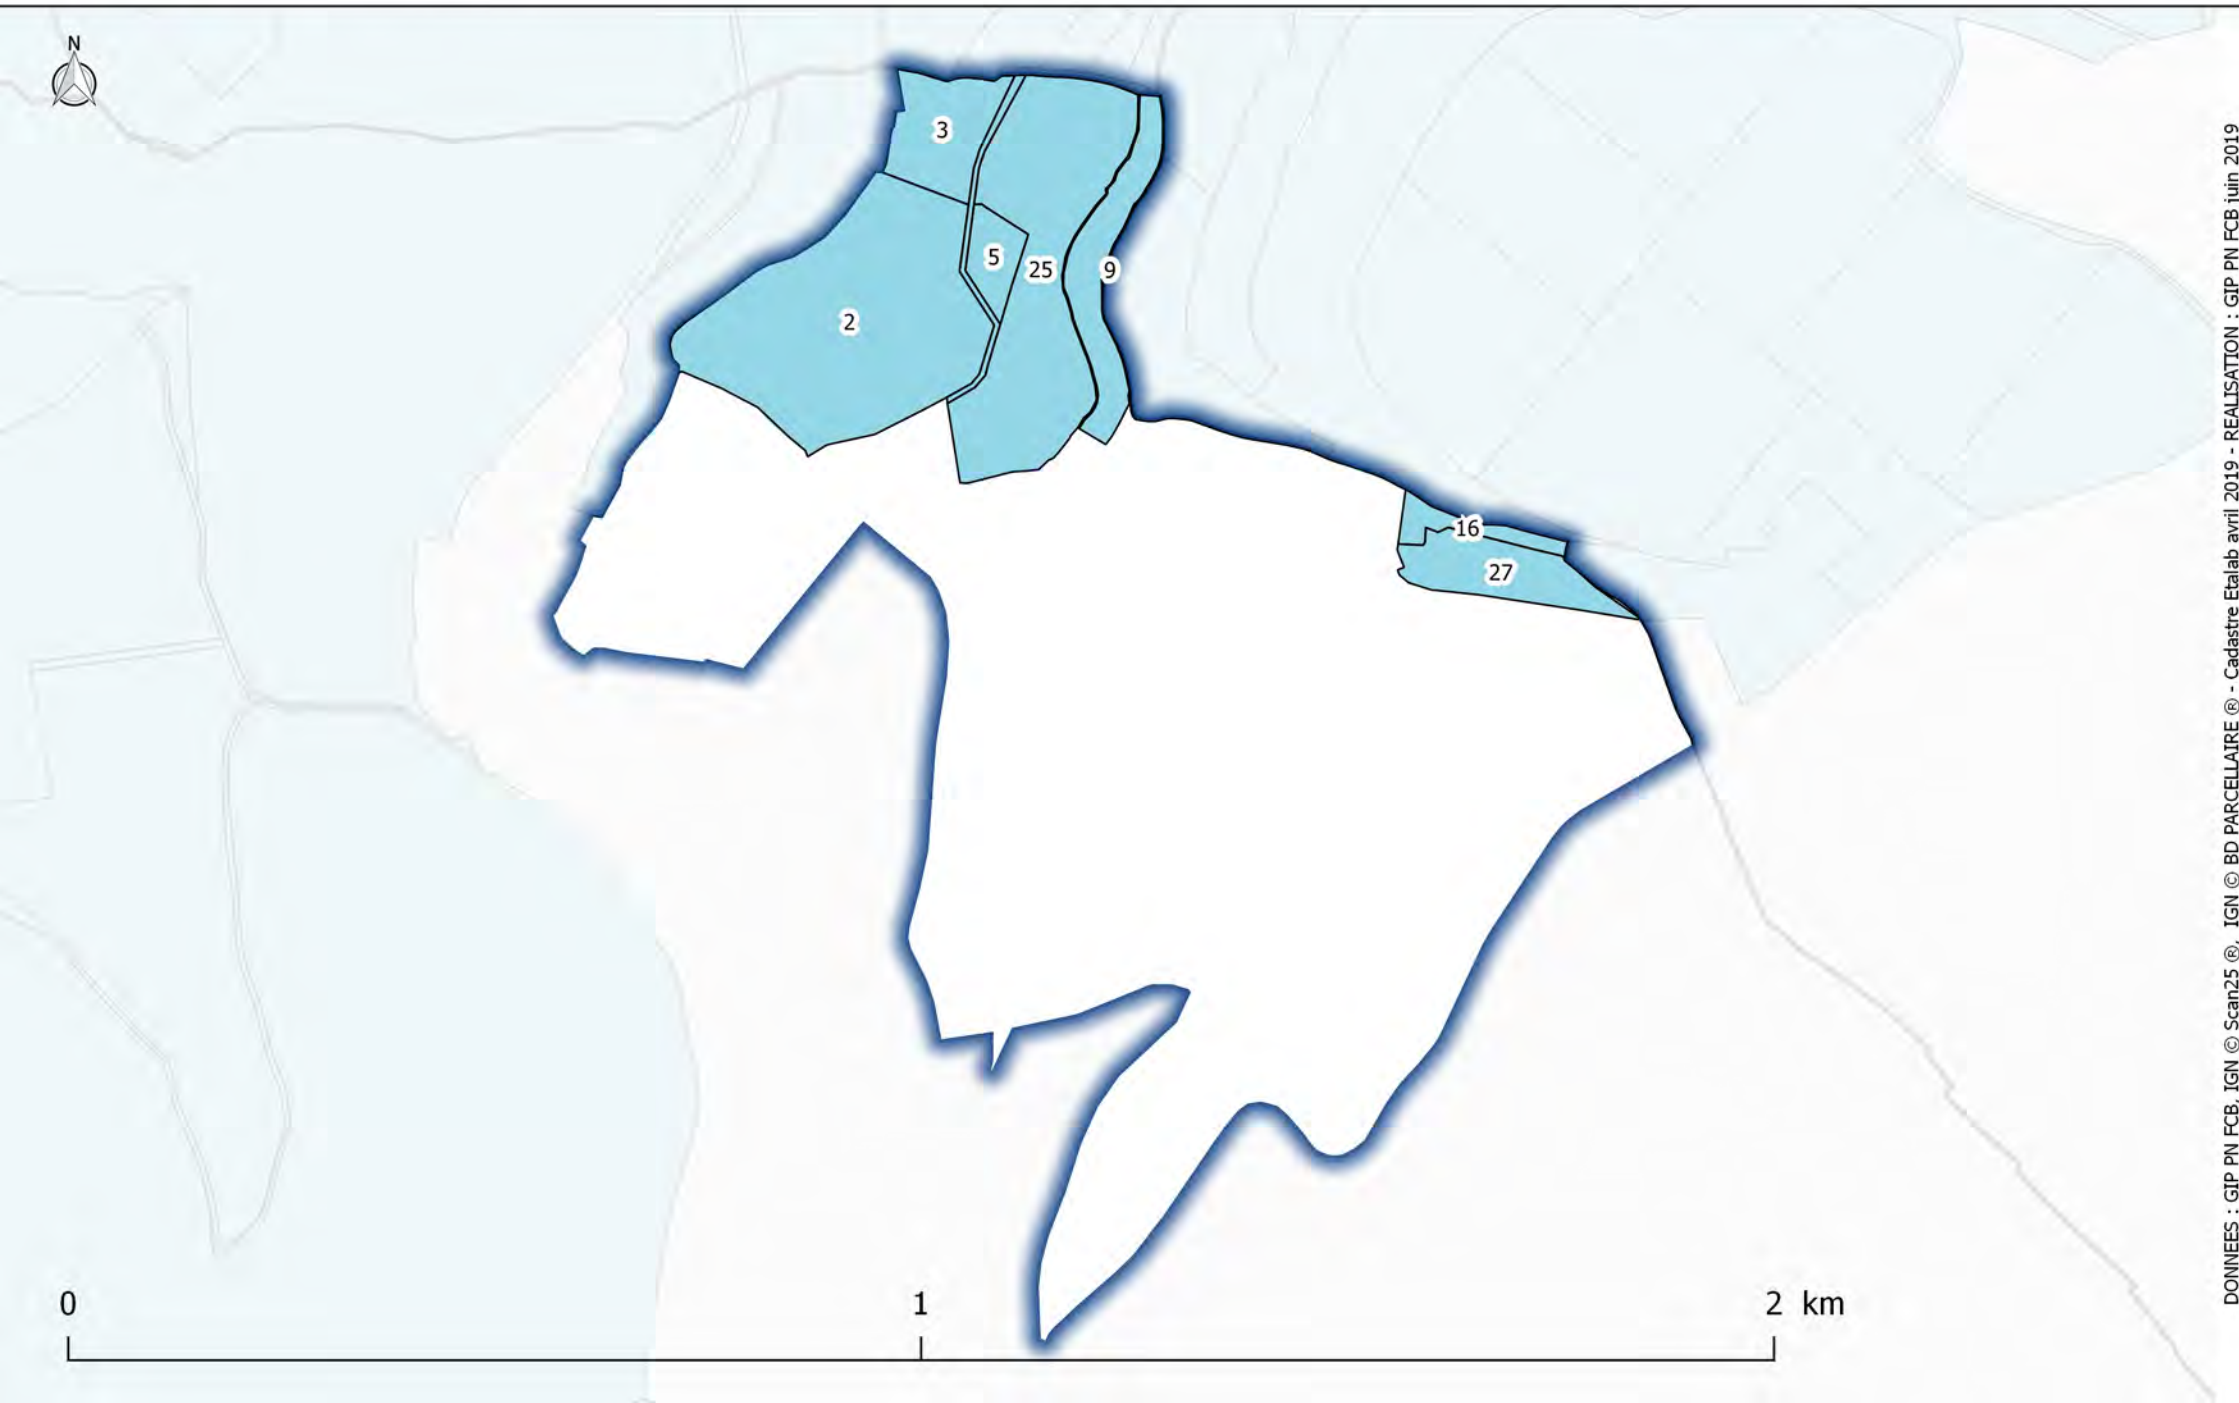 N
3
5
25
9
2
16
27
0 1 2 km
DONNEES : GIP PN FCB, IGN © Scan25 ®, IGN © BD PARCELLAIRE ® - Cadastre Etalab avril 2019 - REALISATION : GIP PN FCB juin 2019